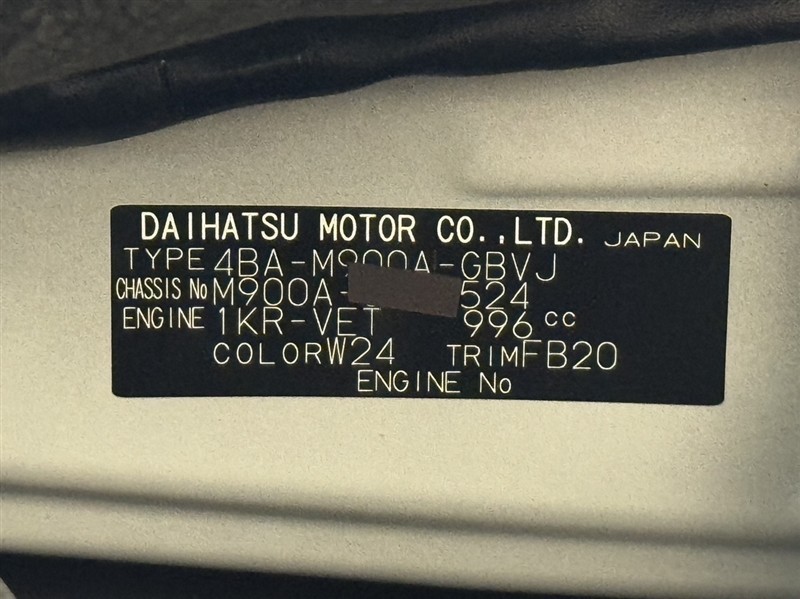 DAIHATSU MOTOR CO.,LTD. JAPAN
TYPE 4BA-M900A-GBVJ
CHASSIS No M900A- 524
ENGINE 1KR-VET 996 cc
COLOR W24 TRIM FB20
ENGINE No